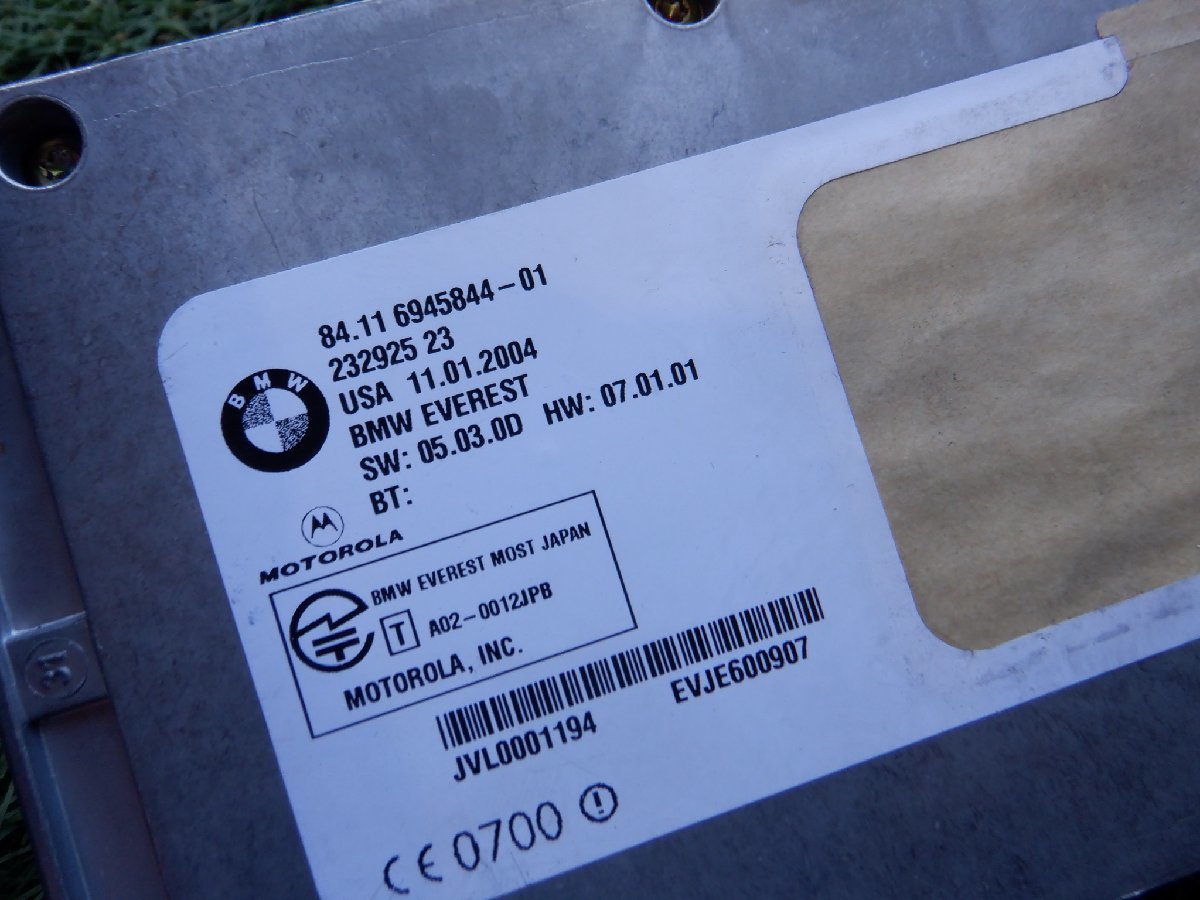 84.11 6945844-01
232925 23
USA 11.01.2004
BMW EVEREST
SW: 05.03.0D HW: 07.01.01
BT:
BMW
MOTOROLA
BMW EVEREST MOST JAPAN
T A02-0012JPB
MOTOROLA, INC.
JVL0001194 EVJE600907
CE 0700